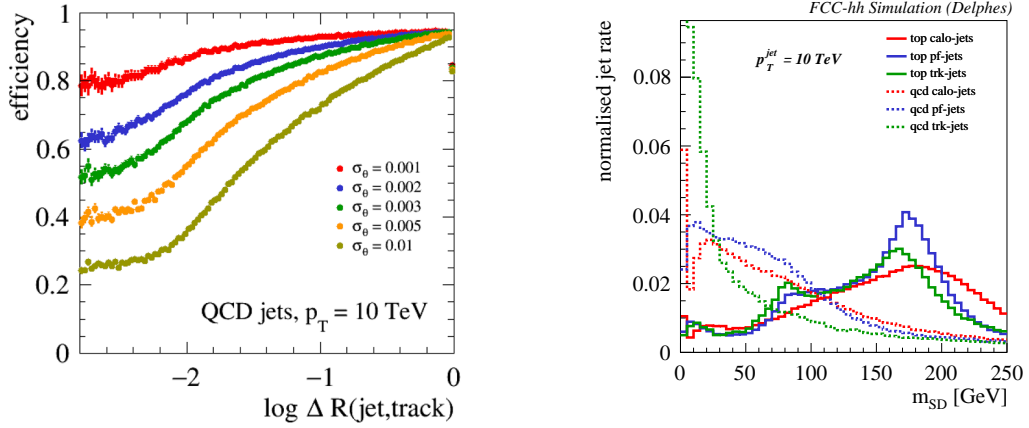 efficiency
1
0.8
0.6
0.4
0.2
0
σθ = 0.001
σθ = 0.002
σθ = 0.003
σθ = 0.005
σθ = 0.01
QCD jets, pT = 10 TeV
−2 −1 0
log Δ R(jet,track)
FCC-hh Simulation (Delphes)
normalised jet rate
0.08
0.06
0.04
0.02
0
pTjet = 10 TeV
top calo-jets
top pf-jets
top trk-jets
qcd calo-jets
qcd pf-jets
qcd trk-jets
0 50 100 150 200 250
mSD [GeV]